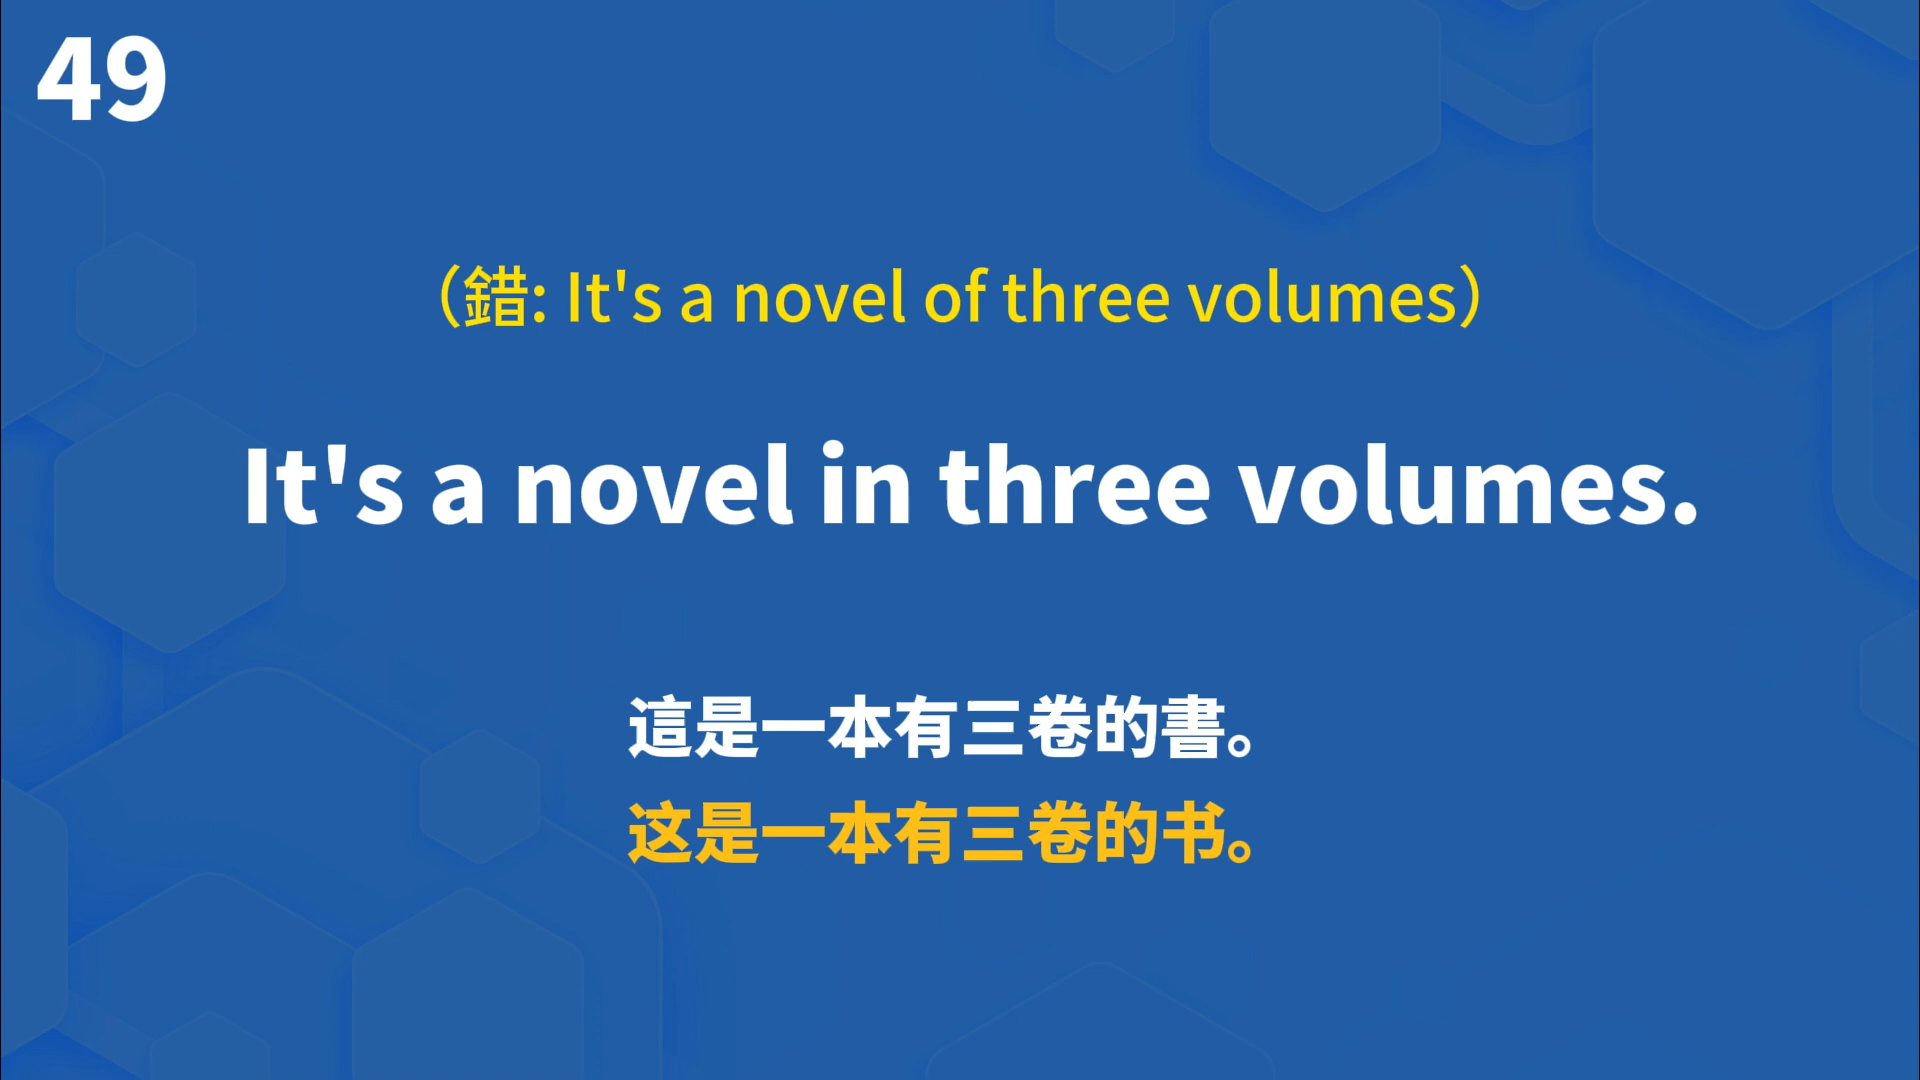 49
（錯: It's a novel of three volumes）
It's a novel in three volumes.
這是一本有三卷的書。
这是一本有三卷的书。